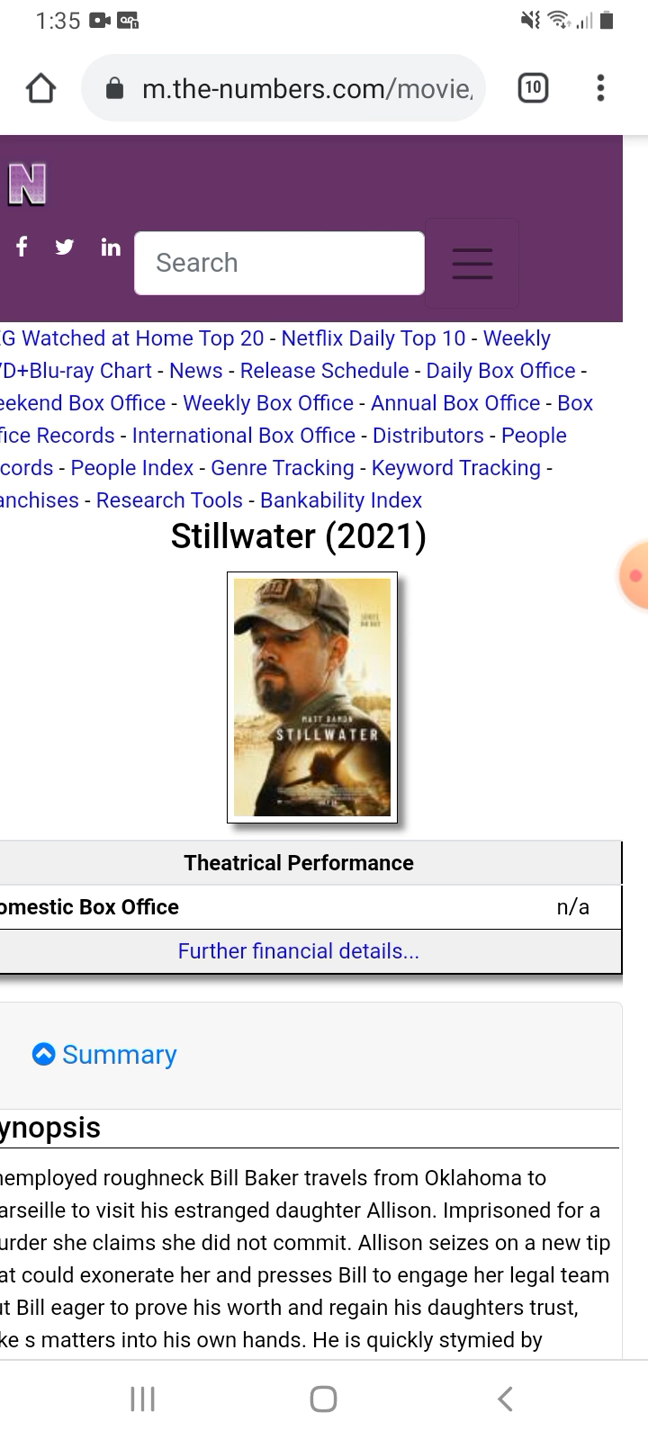 1:35
m.the-numbers.com/movie,
10
N
f in
Search
G Watched at Home Top 20 - Netflix Daily Top 10 - Weekly
D+Blu-ray Chart - News - Release Schedule - Daily Box Office -
eekend Box Office - Weekly Box Office - Annual Box Office - Box
fice Records - International Box Office - Distributors - People
cords - People Index - Genre Tracking - Keyword Tracking -
anchises - Research Tools - Bankability Index
Stillwater (2021)
MATT DAMON
STILLWATER
Theatrical Performance
omestic Box Office n/a
Further financial details...
Summary
ynopsis
nemployed roughneck Bill Baker travels from Oklahoma to
arseille to visit his estranged daughter Allison. Imprisoned for a
urder she claims she did not commit. Allison seizes on a new tip
at could exonerate her and presses Bill to engage her legal team
ut Bill eager to prove his worth and regain his daughters trust,
ke s matters into his own hands. He is quickly stymied by